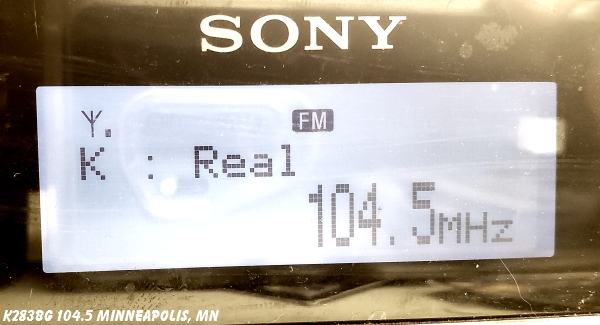 SONY
FM
K : Real
104.5MHz
K283BG 104.5 MINNEAPOLIS, MN